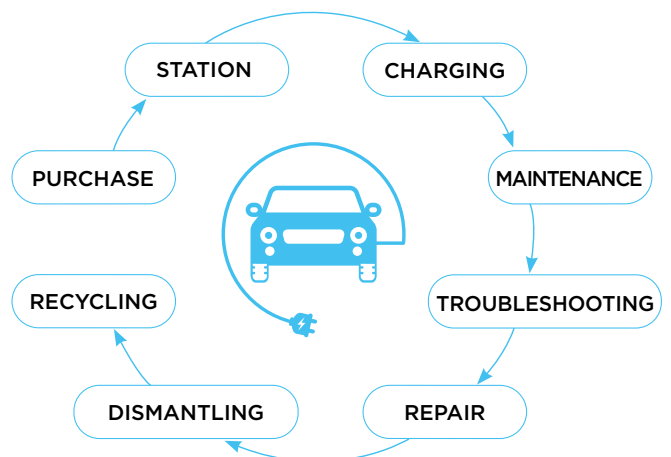 STATION
CHARGING
PURCHASE
MAINTENANCE
RECYCLING
TROUBLESHOOTING
DISMANTLING
REPAIR